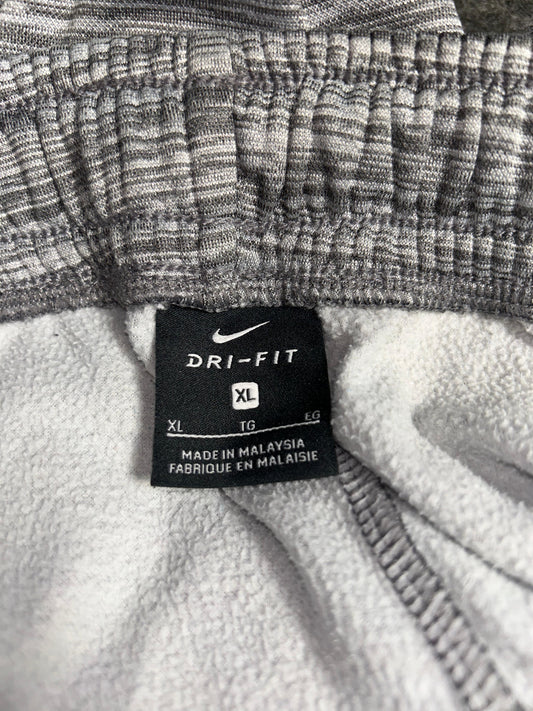 DRI-FIT
XL
XL TG EG
MADE IN MALAYSIA
FABRIQUE EN MALAISIE